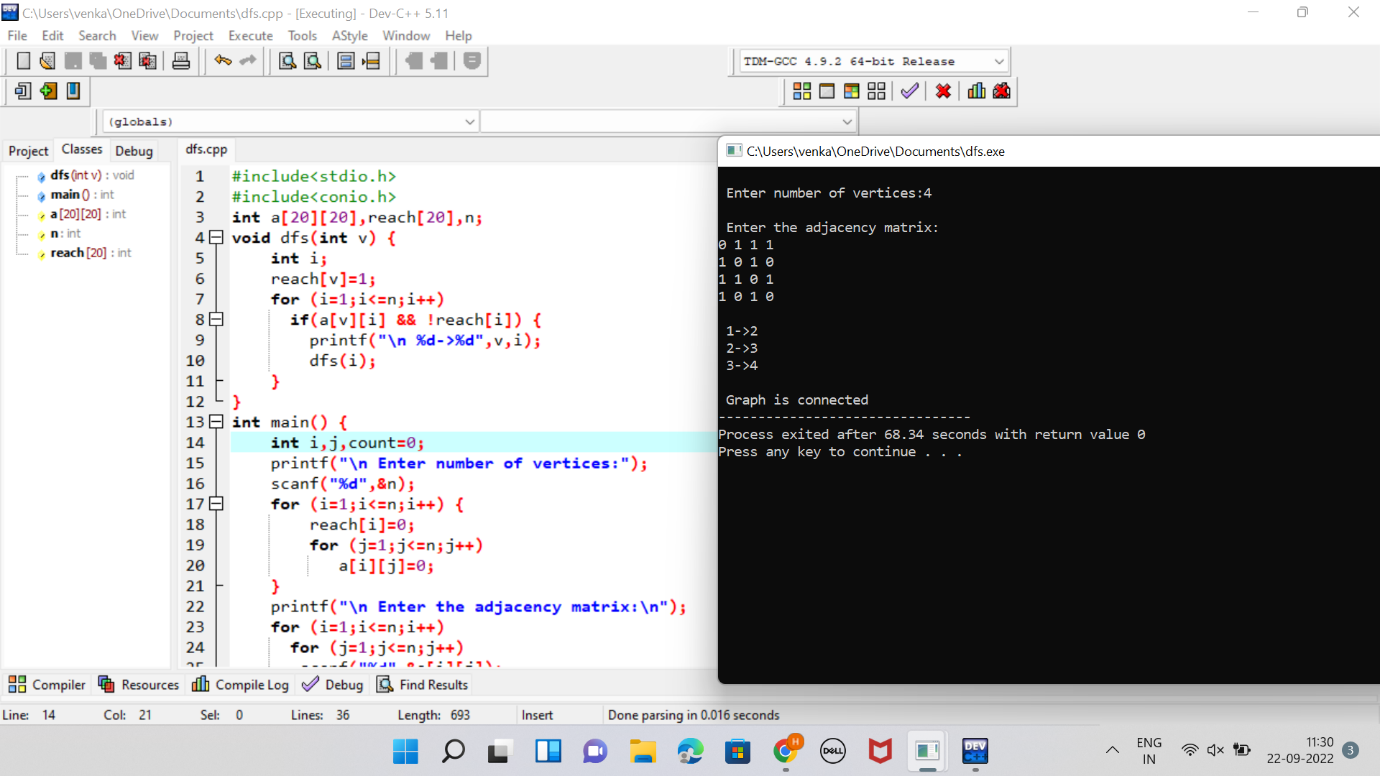 C:\Users\venka\OneDrive\Documents\dfs.cpp - [Executing] - Dev-C++ 5.11
File Edit Search View Project Execute Tools AStyle Window Help
TDM-GCC 4.9.2 64-bit Release
(globals)
Project Classes Debug
dfs (int v) : void
main () : int
a [20][20] : int
n : int
reach [20] : int
dfs.cpp
1 #include<stdio.h>
2 #include<conio.h>
3 int a[20][20],reach[20],n;
4 void dfs(int v) {
5 int i;
6 reach[v]=1;
7 for (i=1;i<=n;i++)
8 if(a[v][i] && !reach[i]) {
9 printf("\n %d->%d",v,i);
10 dfs(i);
11 }
12 }
13 int main() {
14 int i,j,count=0;
15 printf("\n Enter number of vertices:");
16 scanf("%d",&n);
17 for (i=1;i<=n;i++) {
18 reach[i]=0;
19 for (j=1;j<=n;j++)
20 a[i][j]=0;
21 }
22 printf("\n Enter the adjacency matrix:\n");
23 for (i=1;i<=n;i++)
24 for (j=1;j<=n;j++)
25 scanf("%d",&a[i][j]);
C:\Users\venka\OneDrive\Documents\dfs.exe
Enter number of vertices:4
Enter the adjacency matrix:
0 1 1 1
1 0 1 0
1 1 0 1
1 0 1 0
1->2
2->3
3->4
Graph is connected
--------------------------------
Process exited after 68.34 seconds with return value 0
Press any key to continue . . .
Compiler Resources Compile Log Debug Find Results
Line: 14 Col: 21 Sel: 0 Lines: 36 Length: 693 Insert Done parsing in 0.016 seconds
H
DELL
DEV C++
ENG
IN
11:30
22-09-2022
3